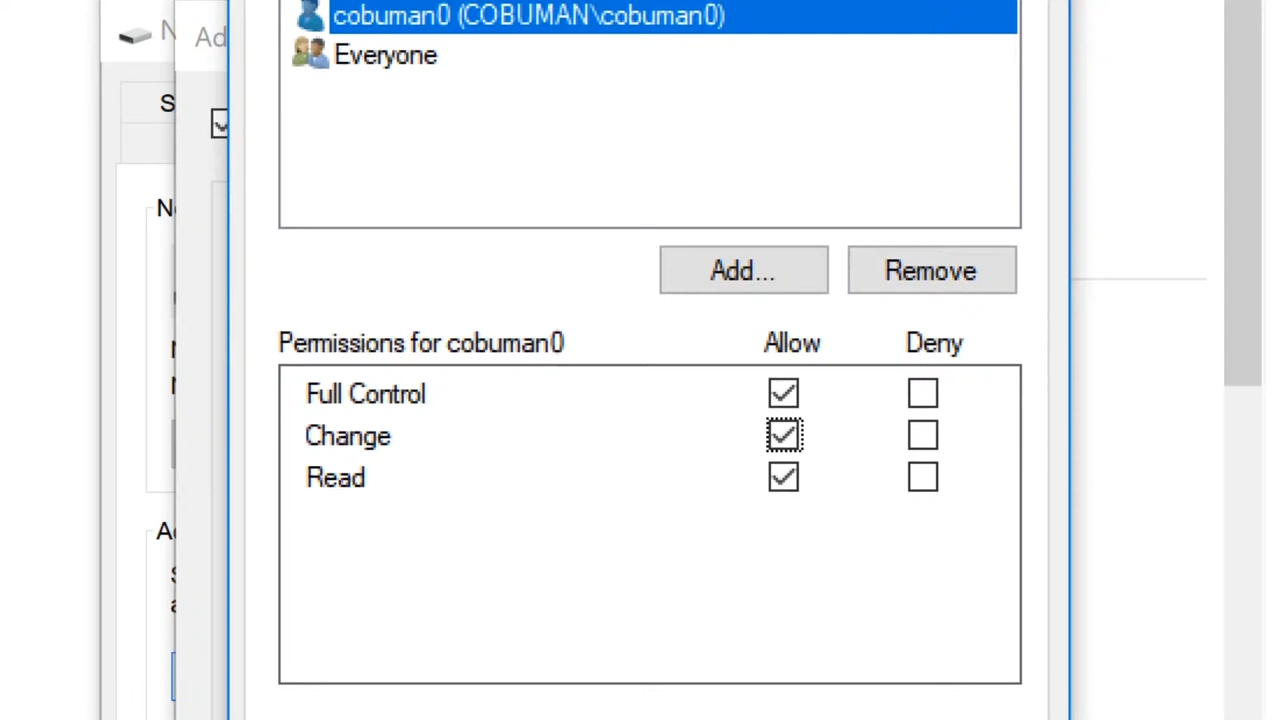 cobuman0 (COBUMAN\cobuman0)
Everyone
Add... Remove
Permissions for cobuman0 Allow Deny
Full Control
Change
Read